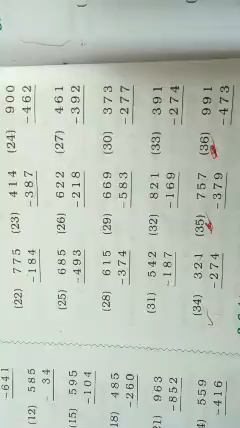 -641
(12) 585
- 34
(15) 595
-104
18) 485
-260
21) 963
-852
4) 559
-416
(22) 775 (23) 414 (24) 900
-184 -387 -462
(25) 685 (26) 622 (27) 461
-493 -218 -392
(28) 615 (29) 669 (30) 373
-374 -583 -277
(31) 542 (32) 821 (33) 391
-187 -169 -274
(34) 321 (35) 757 (36) 991
-274 -379 -473